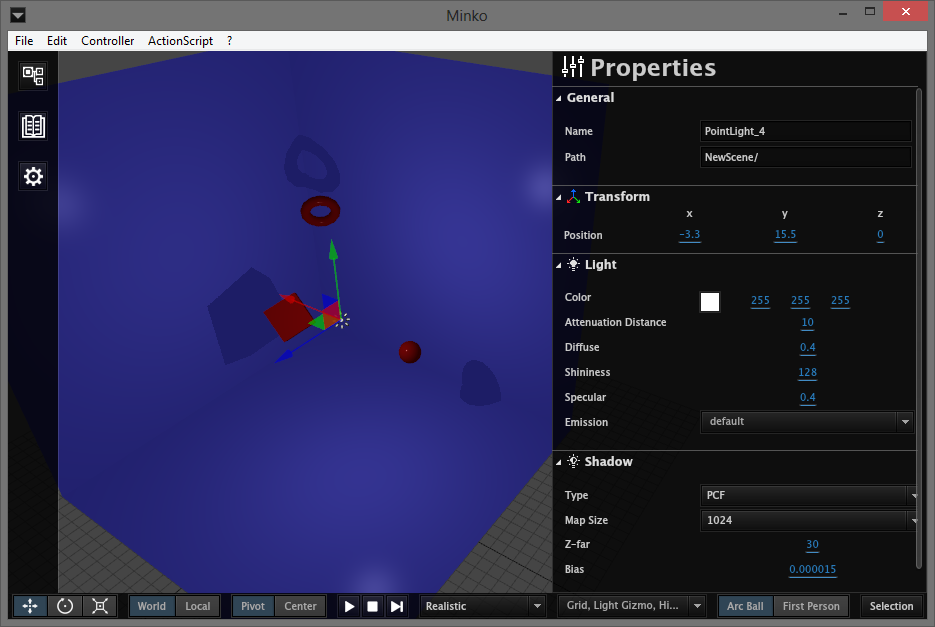 Minko
File Edit Controller ActionScript ?
Properties
General
Name PointLight_4
Path NewScene/
Transform
x y z
Position -3.3 15.5 0
Light
Color 255 255 255
Attenuation Distance 10
Diffuse 0.4
Shininess 128
Specular 0.4
Emission default
Shadow
Type PCF
Map Size 1024
Z-far 30
Bias 0.000015
World Local Pivot Center Realistic Grid, Light Gizmo, Hi... Arc Ball First Person Selection